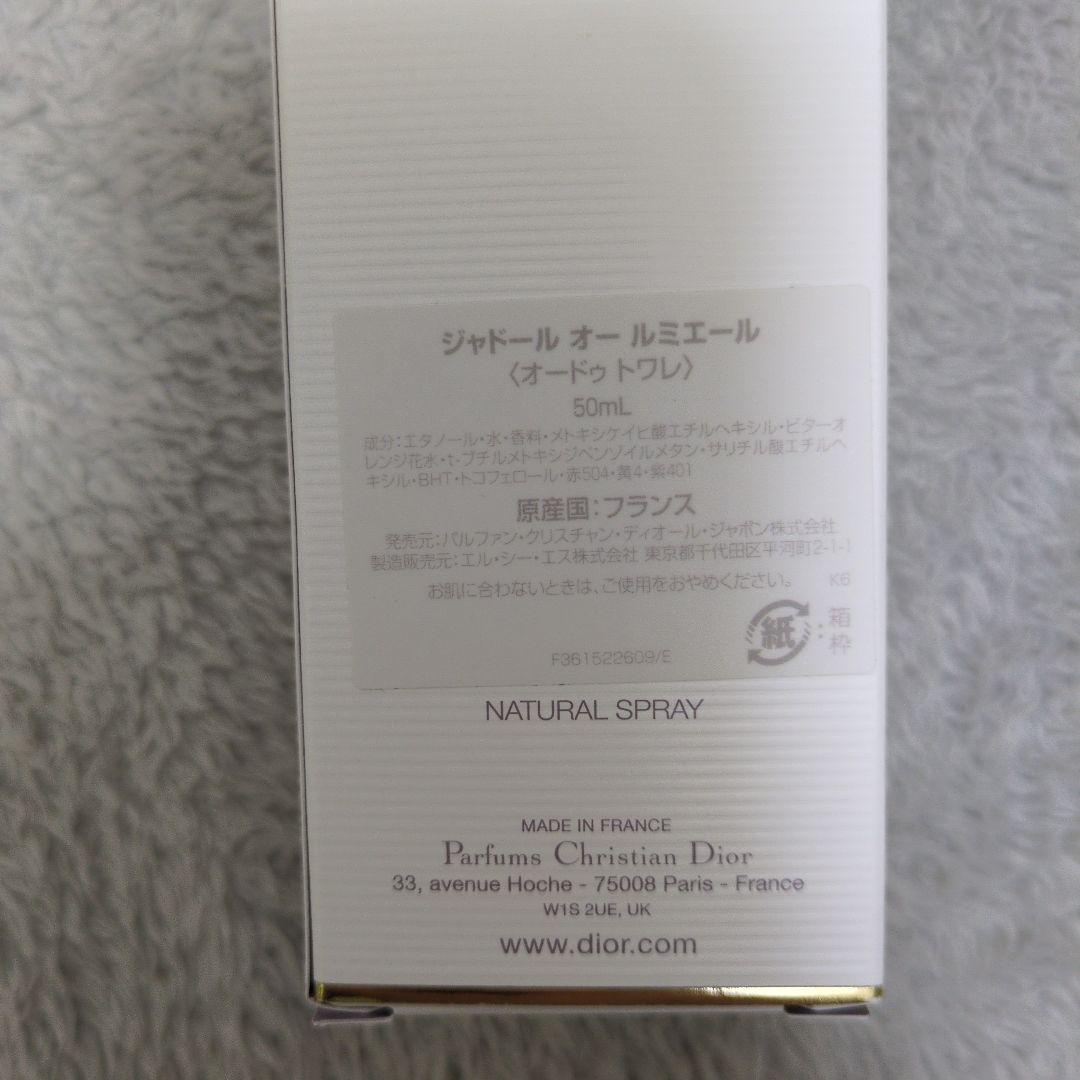 ジャドール オー ルミエール
〈オードゥ トワレ〉
50mL
成分：エタノール・水・香料・メトキシケイヒ酸エチルヘキシル・ビターオ
レンジ花水・t-ブチルメトキシジベンゾイルメタン・サリチル酸エチルヘ
キシル・BHT・トコフェロール・赤504・黄4・紫401
原産国：フランス
発売元：パルファン・クリスチャン・ディオール・ジャポン株式会社
製造販売元：エル・シー・エス株式会社 東京都千代田区平河町2-1-1
お肌に合わないときは、ご使用をおやめください。 K6
紙：箱
枠
F361522609/E
NATURAL SPRAY
MADE IN FRANCE
Parfums Christian Dior
33, avenue Hoche - 75008 Paris - France
W1S 2UE, UK
www.dior.com